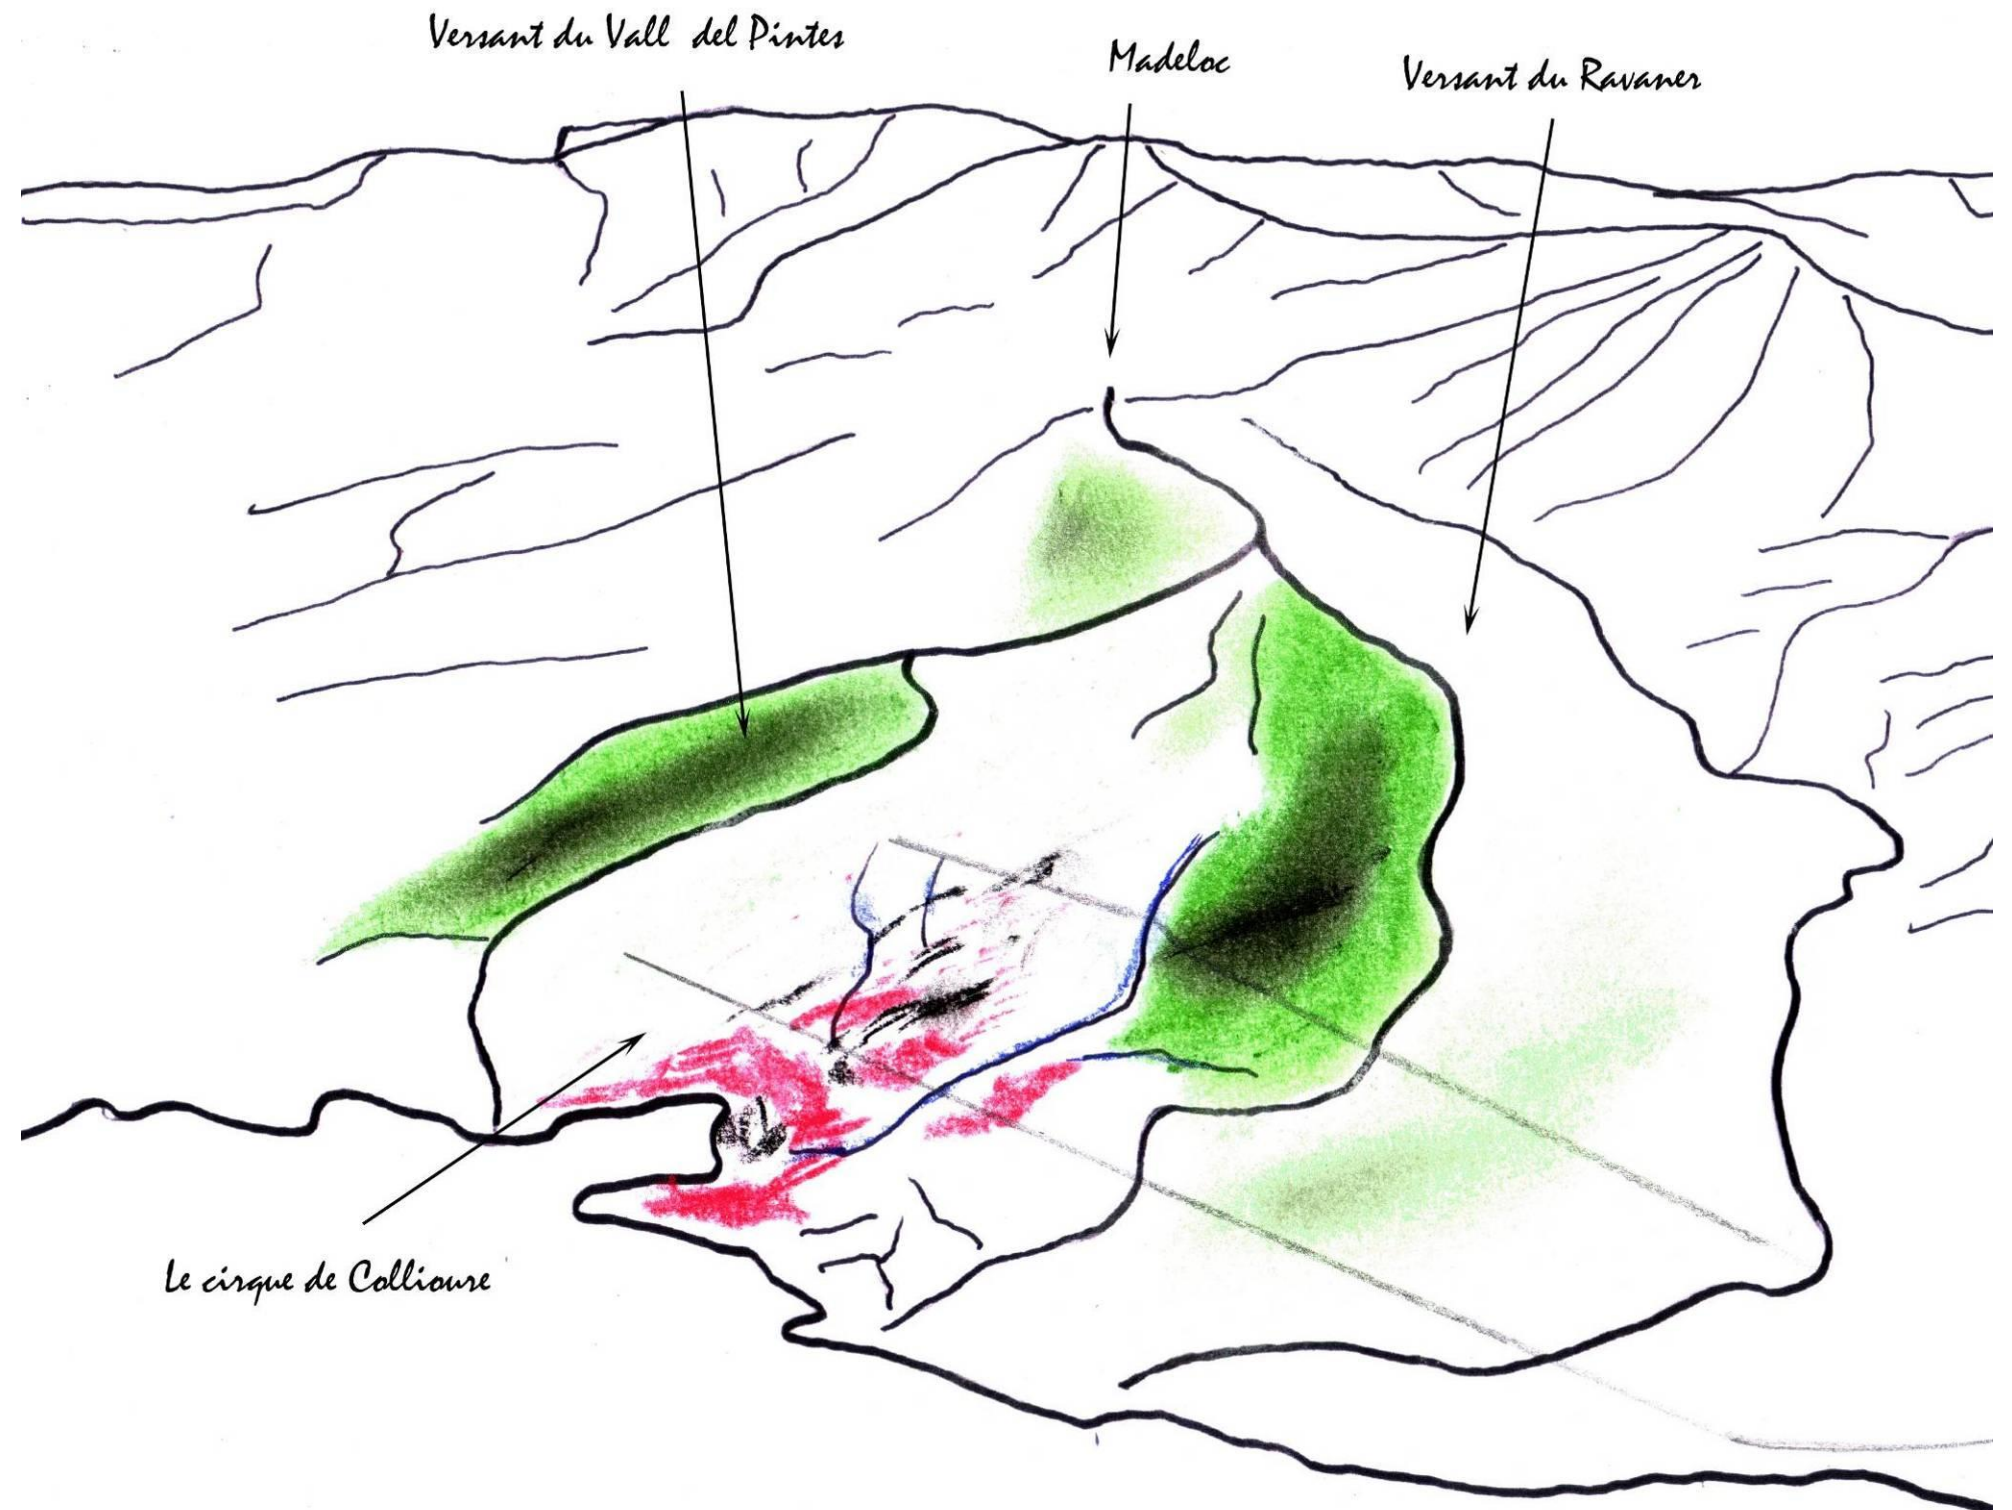 Versant du Vall del Pintes
Madeloc
Versant du Ravaner
Le cirque de Collioure